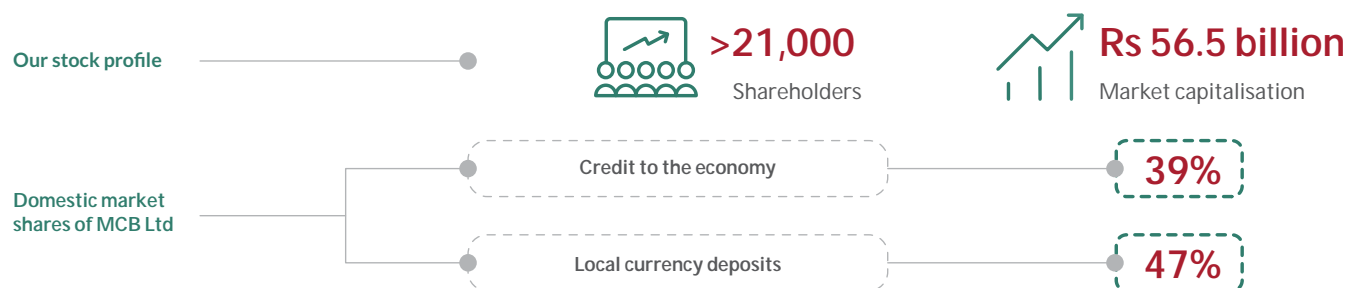 Our stock profile
>21,000
Shareholders
Rs 56.5 billion
Market capitalisation
Domestic market
shares of MCB Ltd
Credit to the economy
39%
Local currency deposits
47%